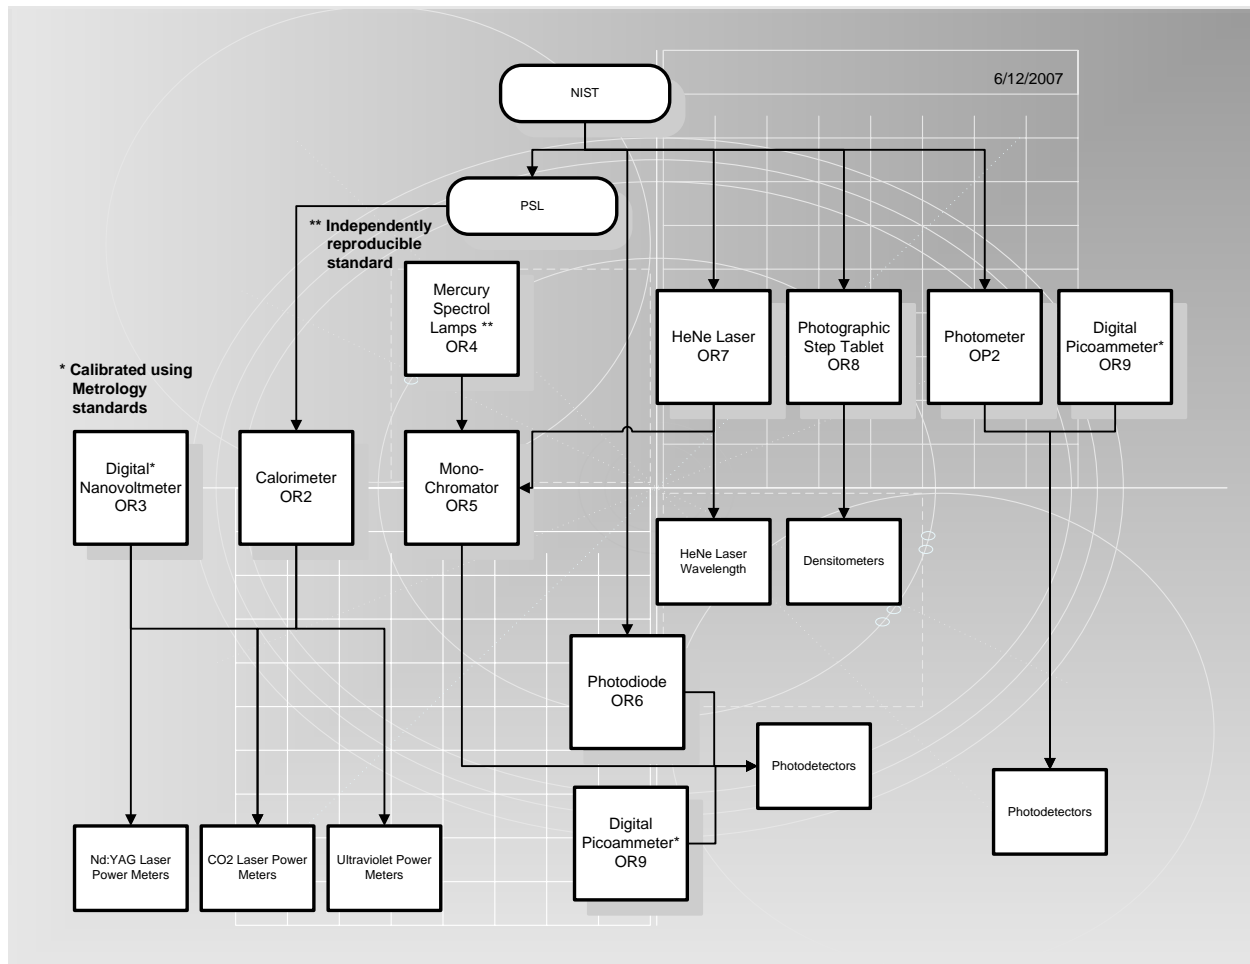 6/12/2007
NIST
PSL
** Independently
reproducible
standard
Mercury
Spectrol
Lamps **
OR4
HeNe Laser
OR7
Photographic
Step Tablet
OR8
Photometer
OP2
Digital
Picoammeter*
OR9
* Calibrated using
Metrology
standards
Digital*
Nanovoltmeter
OR3
Calorimeter
OR2
Mono-
Chromator
OR5
HeNe Laser
Wavelength
Densitometers
Photodiode
OR6
Photodetectors
Photodetectors
Digital
Picoammeter*
OR9
Nd:YAG Laser
Power Meters
CO2 Laser Power
Meters
Ultraviolet Power
Meters